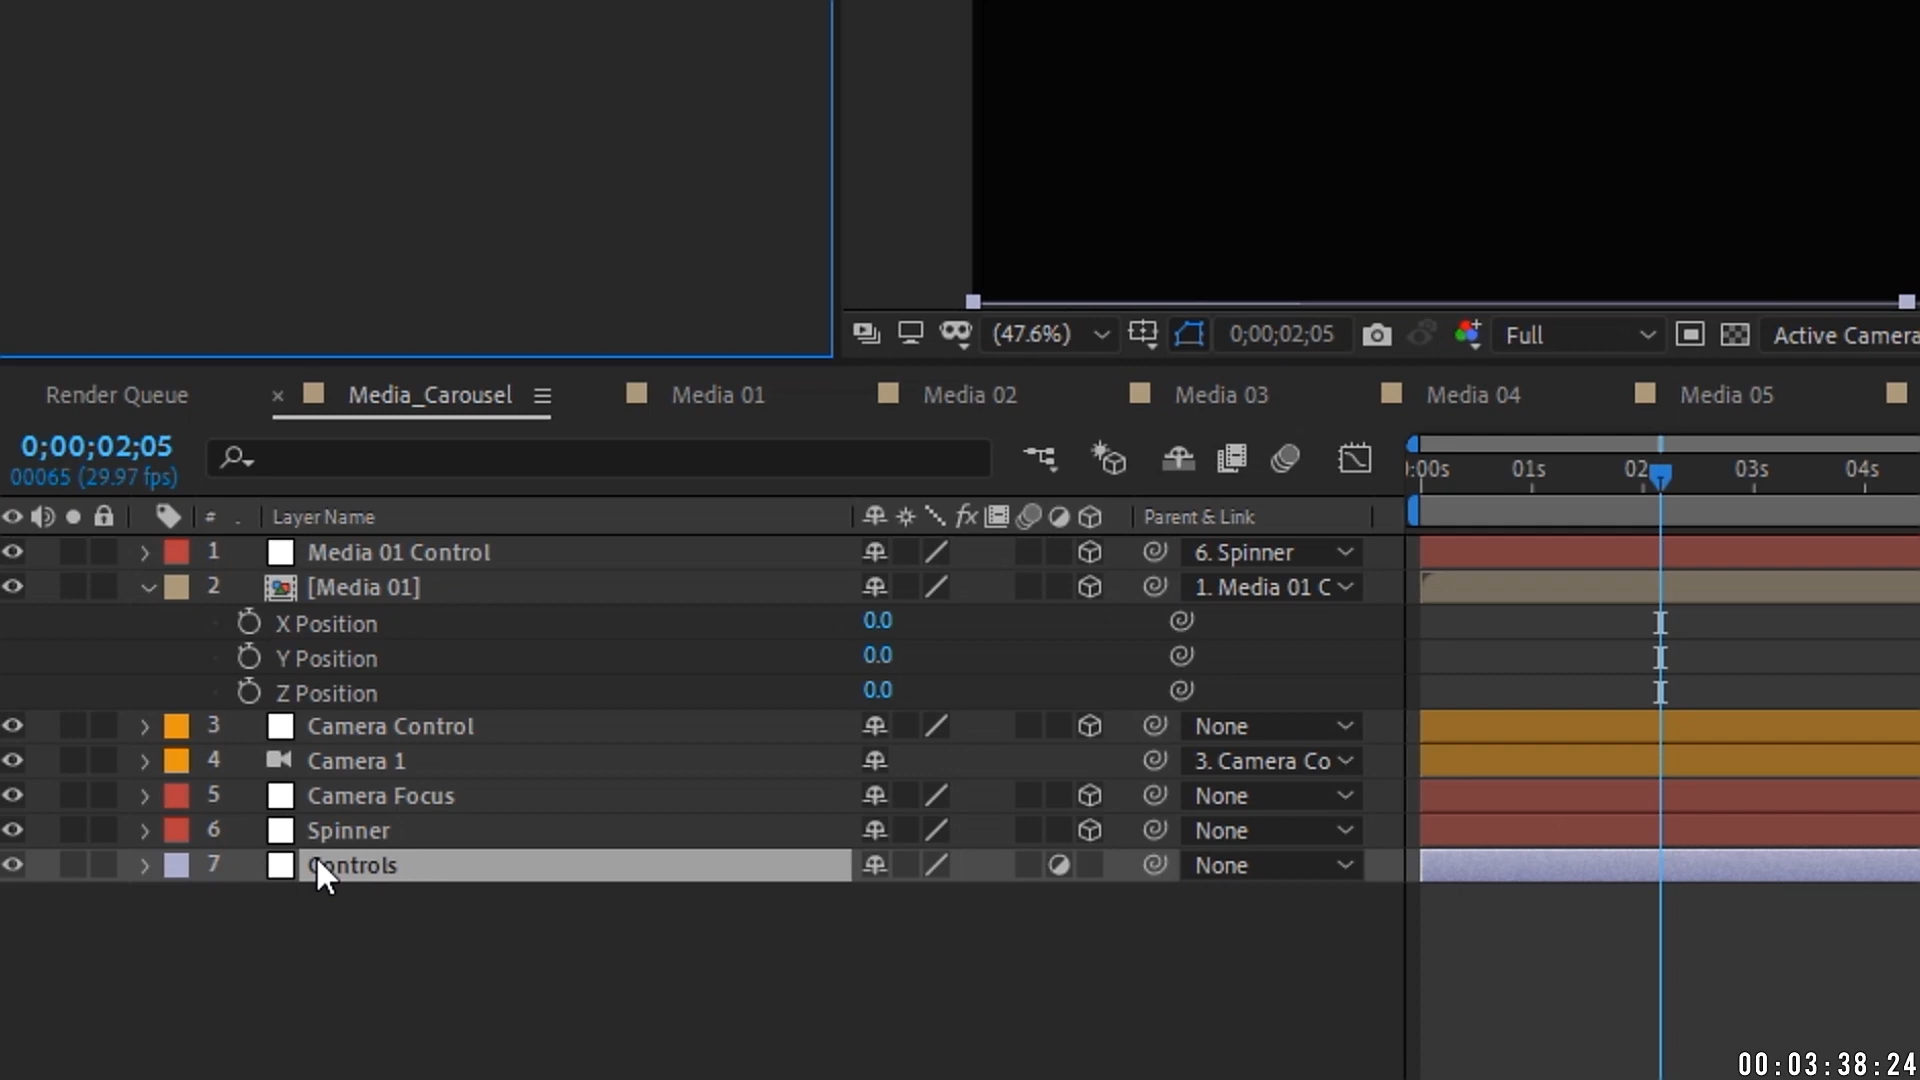 (47.6%) 0;00;02;05 Full Active Camera
Render Queue × Media_Carousel Media 01 Media 02 Media 03 Media 04 Media 05
0;00;02;05
00065 (29.97 fps)
:00s 01s 02 03s 04s
# . Layer Name fx Parent & Link
1 Media 01 Control 6. Spinner
2 [Media 01] 1. Media 01 C
X Position 0.0
Y Position 0.0
Z Position 0.0
3 Camera Control None
4 Camera 1 3. Camera Co
5 Camera Focus None
6 Spinner None
7 Controls None
00:03:38:24